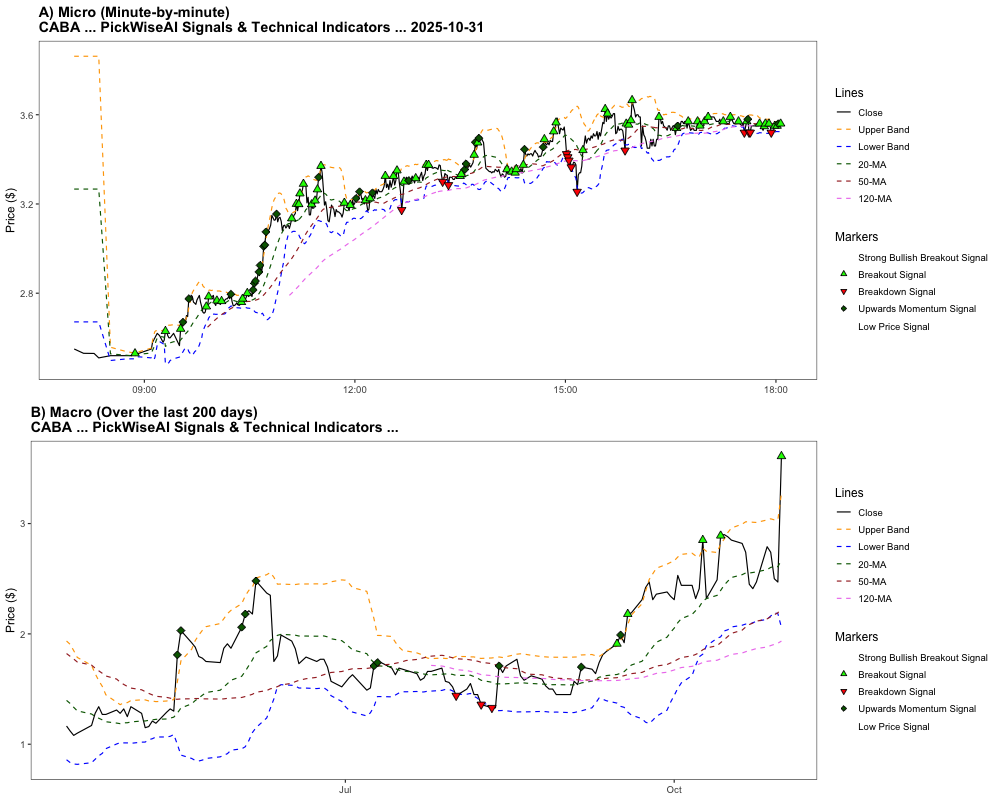 A) Micro (Minute-by-minute)
CABA ... PickWiseAI Signals & Technical Indicators ... 2025-10-31
Price ($)
3.6
3.2
2.8
09:00
12:00
15:00
18:00
Lines
Close
Upper Band
Lower Band
20-MA
50-MA
120-MA
Markers
Strong Bullish Breakout Signal
Breakout Signal
Breakdown Signal
Upwards Momentum Signal
Low Price Signal
B) Macro (Over the last 200 days)
CABA ... PickWiseAI Signals & Technical Indicators ...
Price ($)
3
2
1
Jul
Oct
Lines
Close
Upper Band
Lower Band
20-MA
50-MA
120-MA
Markers
Strong Bullish Breakout Signal
Breakout Signal
Breakdown Signal
Upwards Momentum Signal
Low Price Signal